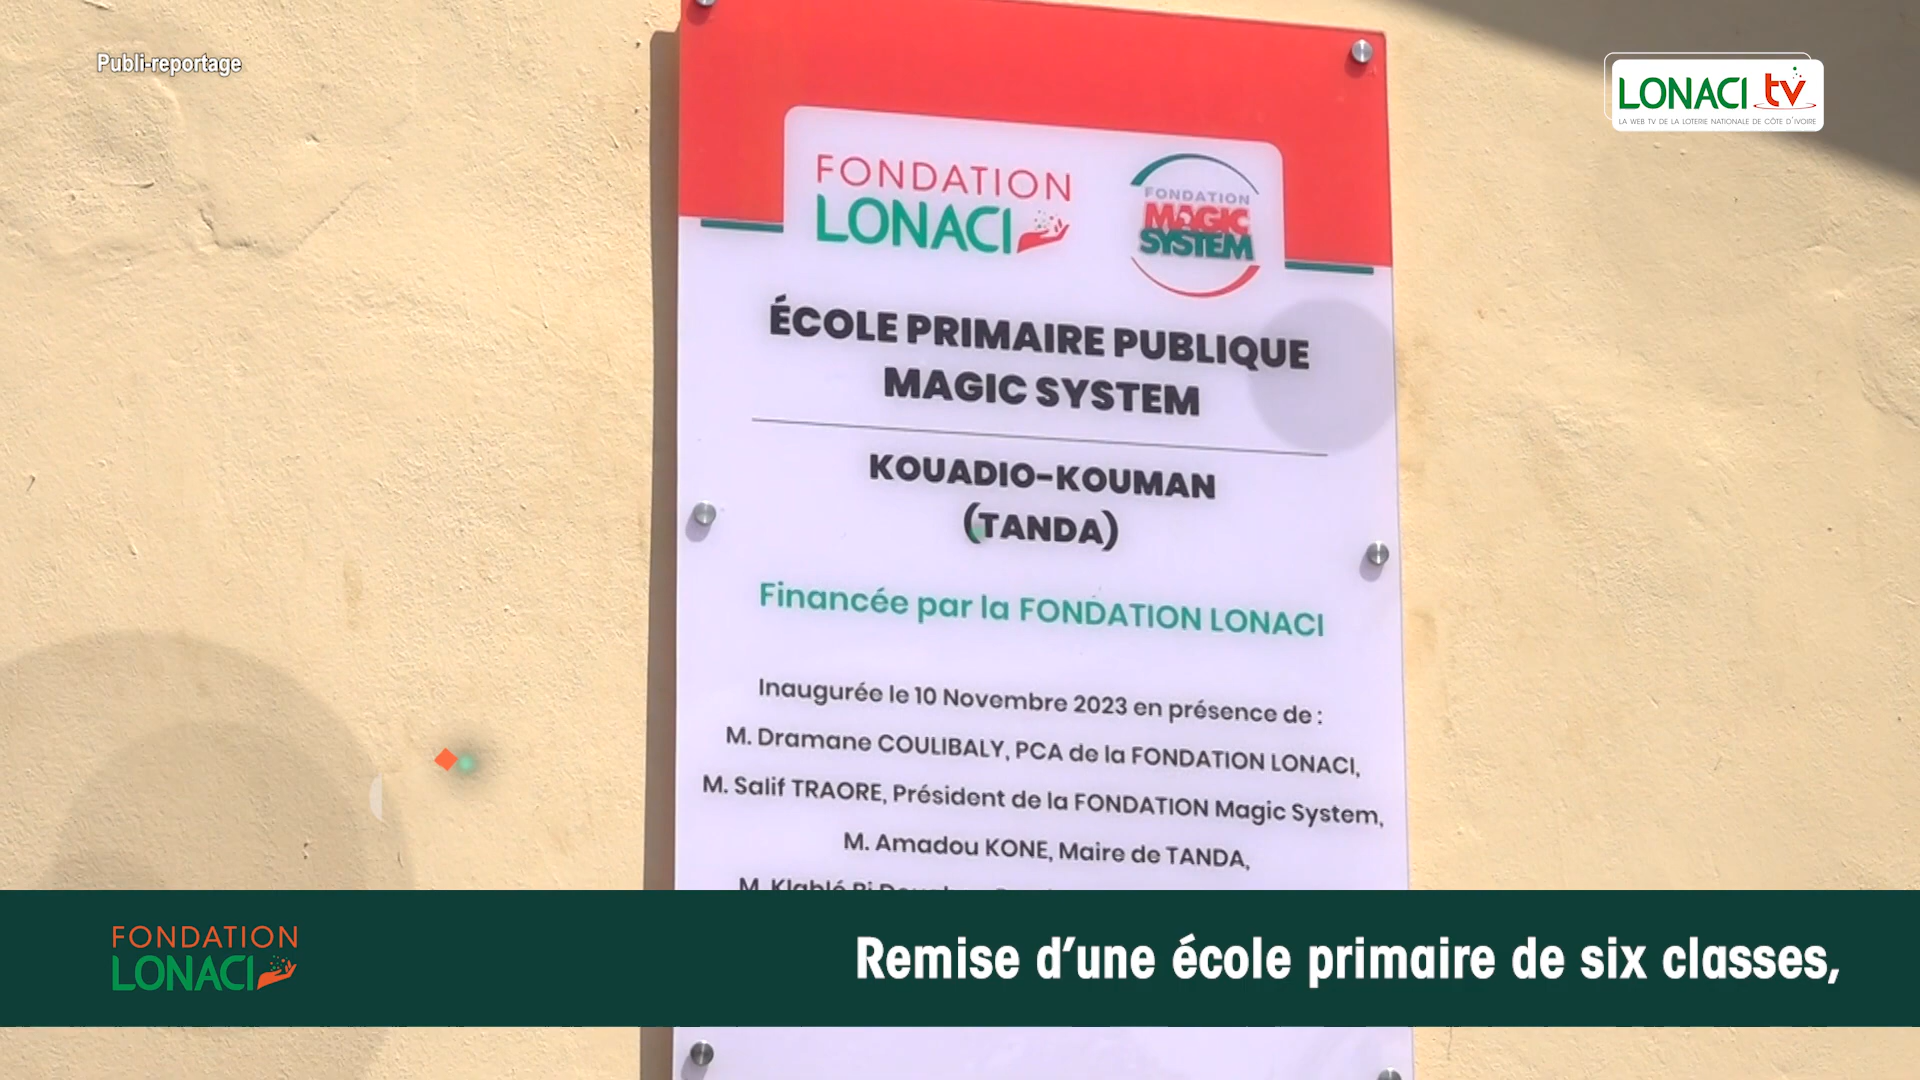 Publi-reportage
LONACI tv
LA WEB TV DE LA LOTERIE NATIONALE DE CÔTE D'IVOIRE
FONDATION
LONACI
FONDATION
MAGIC
SYSTEM
ÉCOLE PRIMAIRE PUBLIQUE
MAGIC SYSTEM
KOUADIO-KOUMAN
(TANDA)
Financée par la FONDATION LONACI
Inaugurée le 10 Novembre 2023 en présence de :
M. Dramane COULIBALY, PCA de la FONDATION LONACI,
M. Salif TRAORE, Président de la FONDATION Magic System,
M. Amadou KONE, Maire de TANDA,
M. Klablé Bi
FONDATION
LONACI
Remise d'une école primaire de six classes,